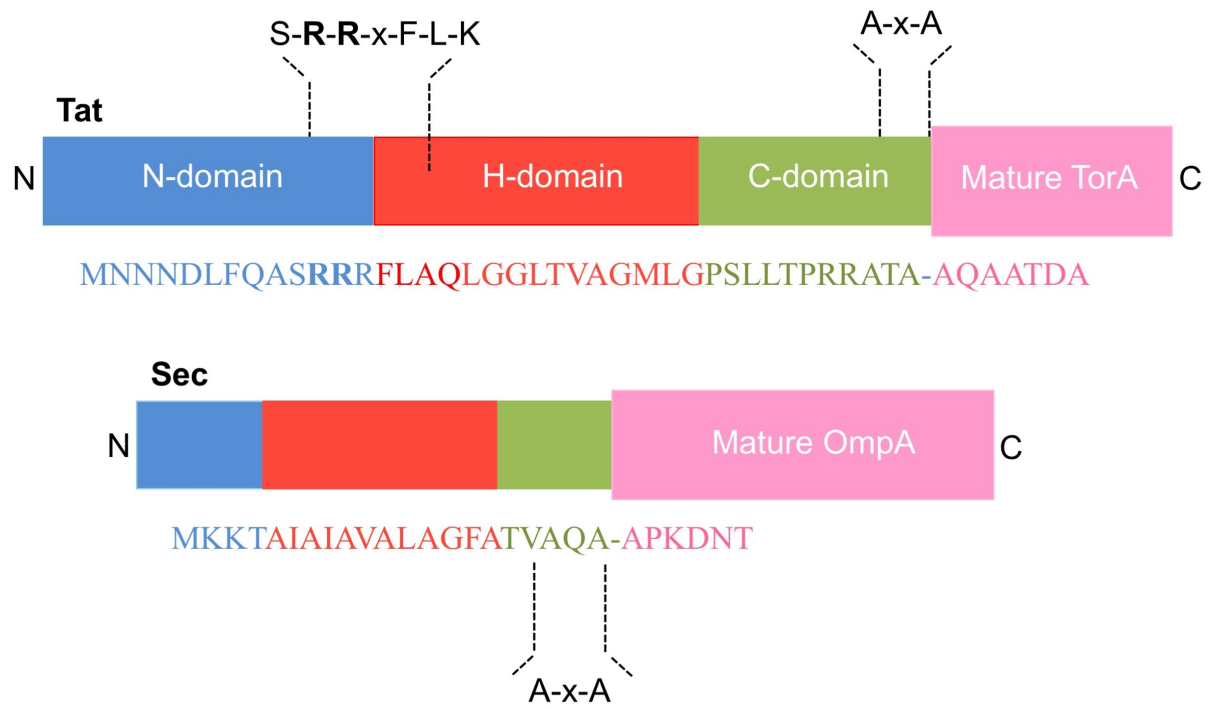 S-R-R-x-F-L-K
A-x-A
Tat
N
N-domain
H-domain
C-domain
Mature TorA
C
MNNNDLFQASRRRFLAQLGGLTVAGMLGPSLLTPRRATA-AQAATDA
Sec
N
Mature OmpA
C
MKKTAIAIAVALAGFATVAQA-APKDNT
A-x-A